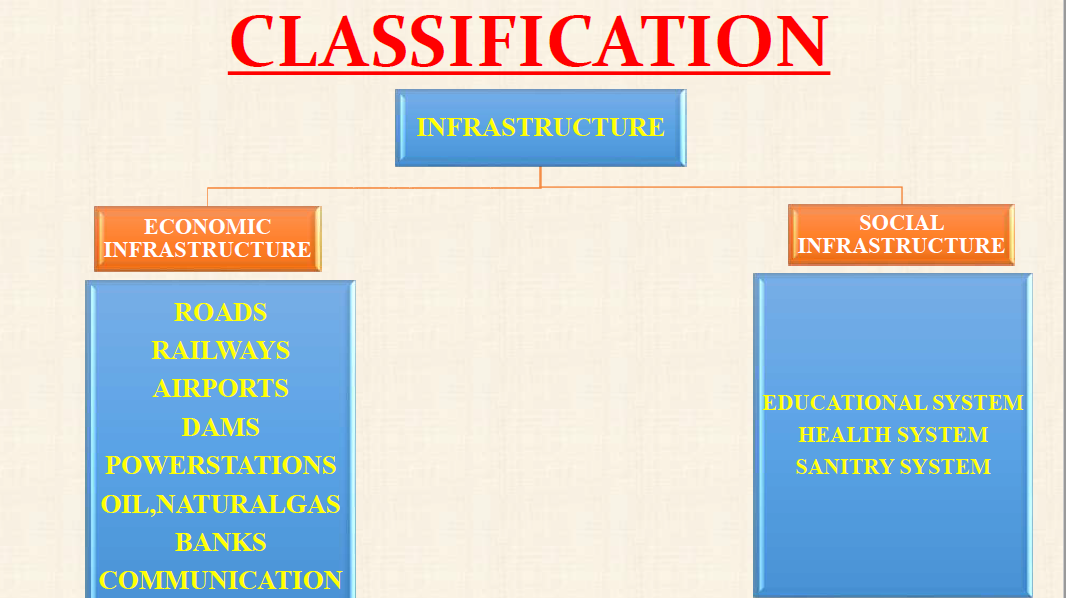 CLASSIFICATION
INFRASTRUCTURE
ECONOMIC
INFRASTRUCTURE
ROADS
RAILWAYS
AIRPORTS
DAMS
POWERSTATIONS
OIL,NATURALGAS
BANKS
COMMUNICATION
SOCIAL
INFRASTRUCTURE
EDUCATIONAL SYSTEM
HEALTH SYSTEM
SANITRY SYSTEM